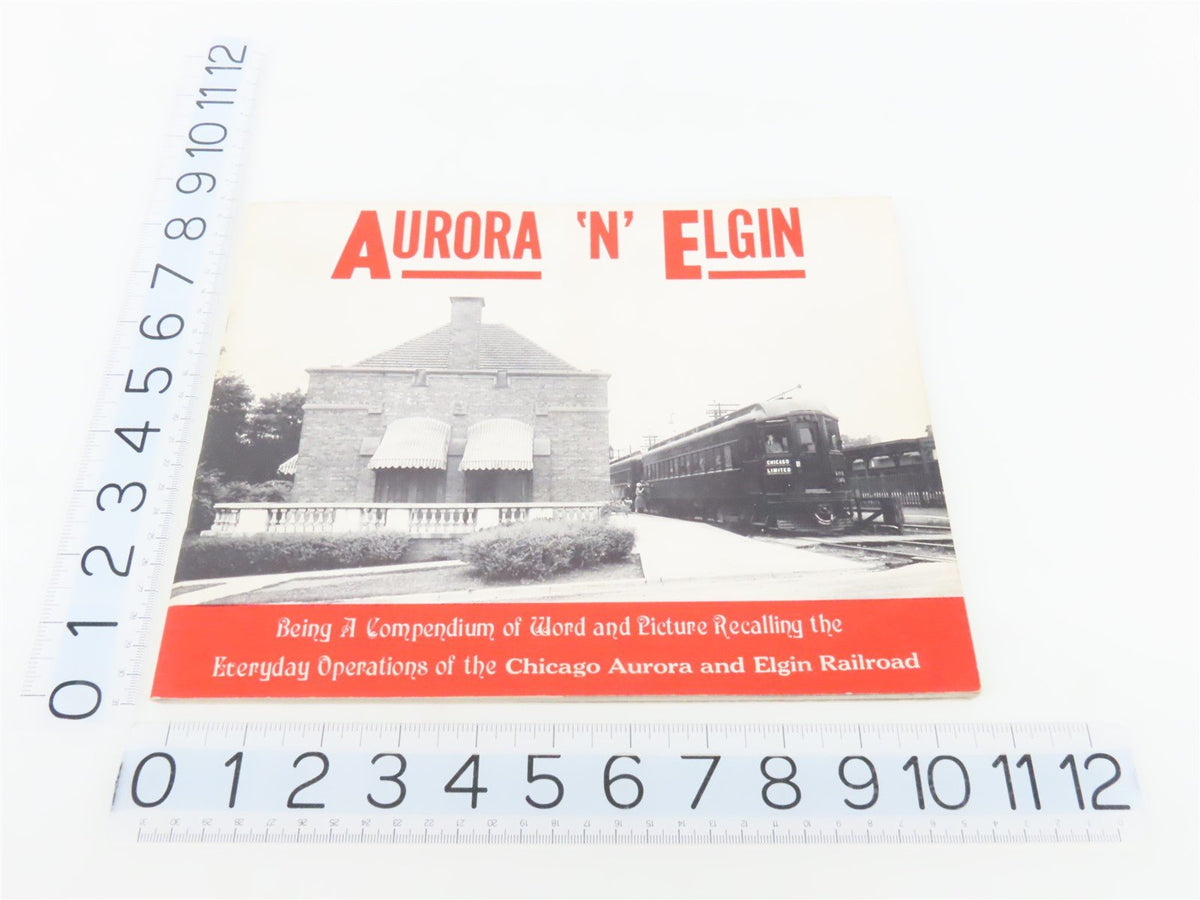 AURORA 'N' ELGIN
CHICAGO
LIMITED
Being A Compendium of Word and Picture Recalling the
Everyday Operations of the Chicago Aurora and Elgin Railroad
12
11
10
9
8
7
6
5
4
3
2
1
0
0 1 2 3 4 5 6 7 8 9 10 11 12